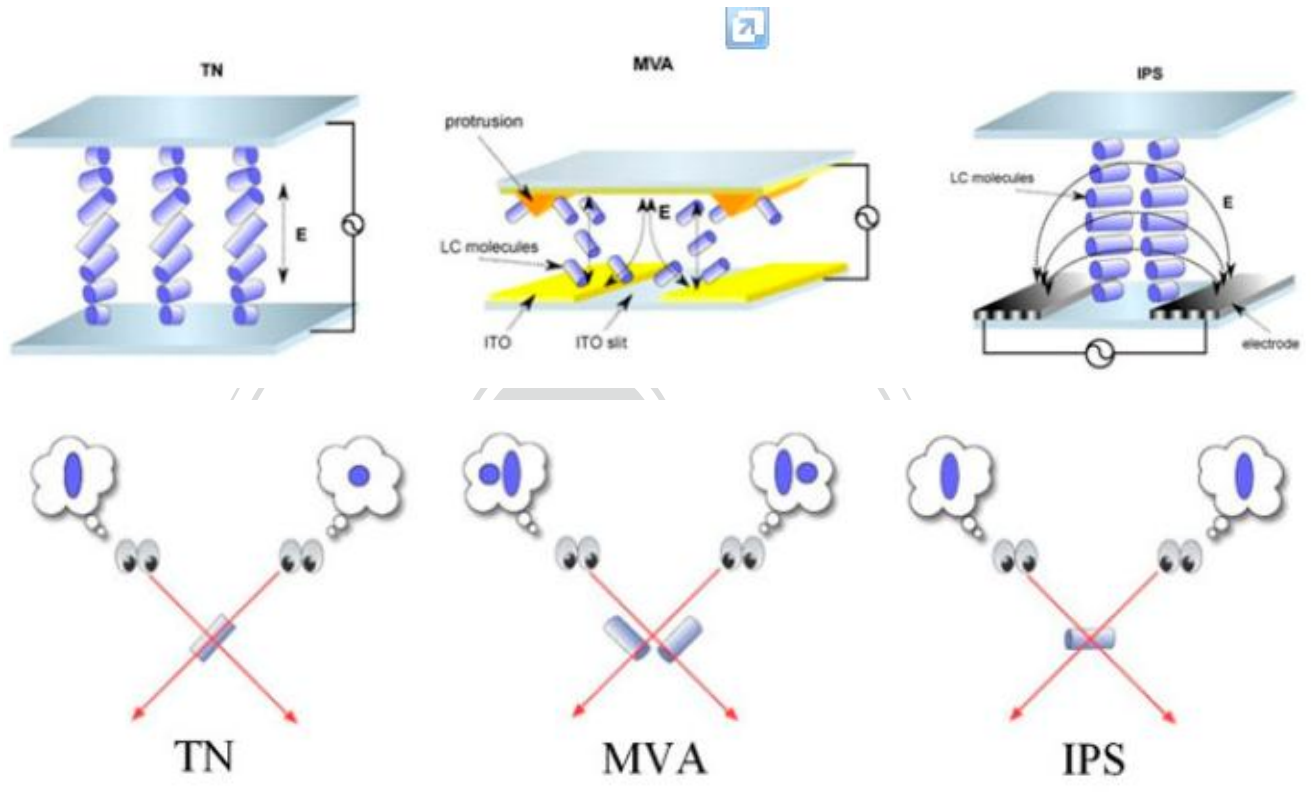 TN
E
MVA
protrusion
E
LC molecules
ITO
ITO slit
IPS
LC molecules
E
electrode
TN
MVA
IPS